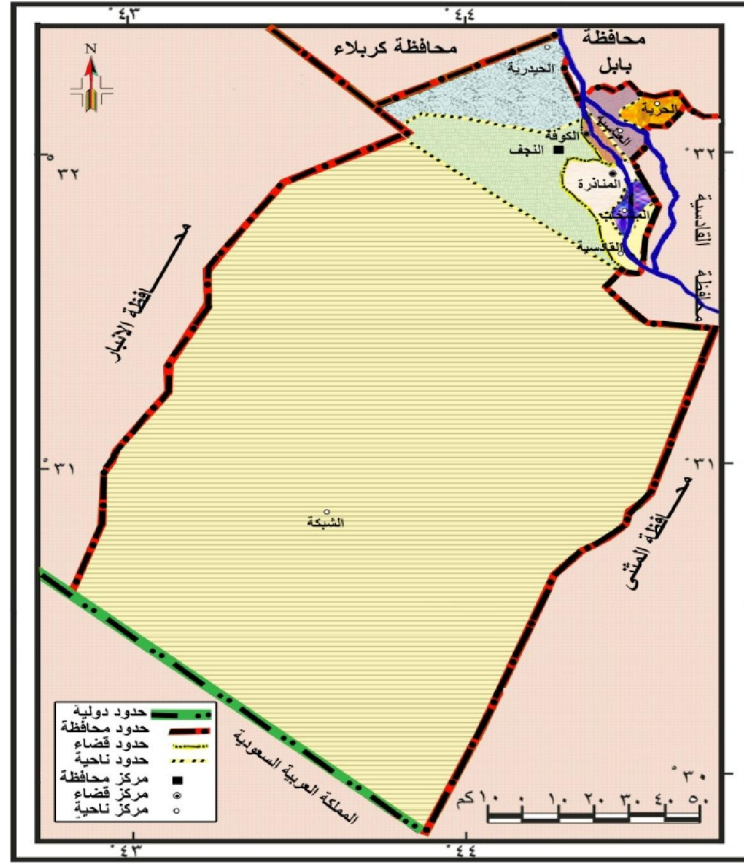 ٤٣ ٤٤
محافظة كربلاء
محافظة
بابل
N
الحيدرية
الحرية
العباسية
الكوفة
النجف
٣٢ ٣٢
المناذرة
المشخاب
القادسية
محافظة القادسية
محافظة الانبار
٣١ ٣١
الشبكة
محافظة المثنى
حدود دولية
حدود محافظة
حدود قضاء
حدود ناحية
مركز محافظة
مركز قضاء
مركز ناحية
المملكة العربية السعودية
٣٠
١٠ ٠ ١٠ ٢٠ ٣٠ ٤٠ ٥٠ كم
٤٣ ٤٤